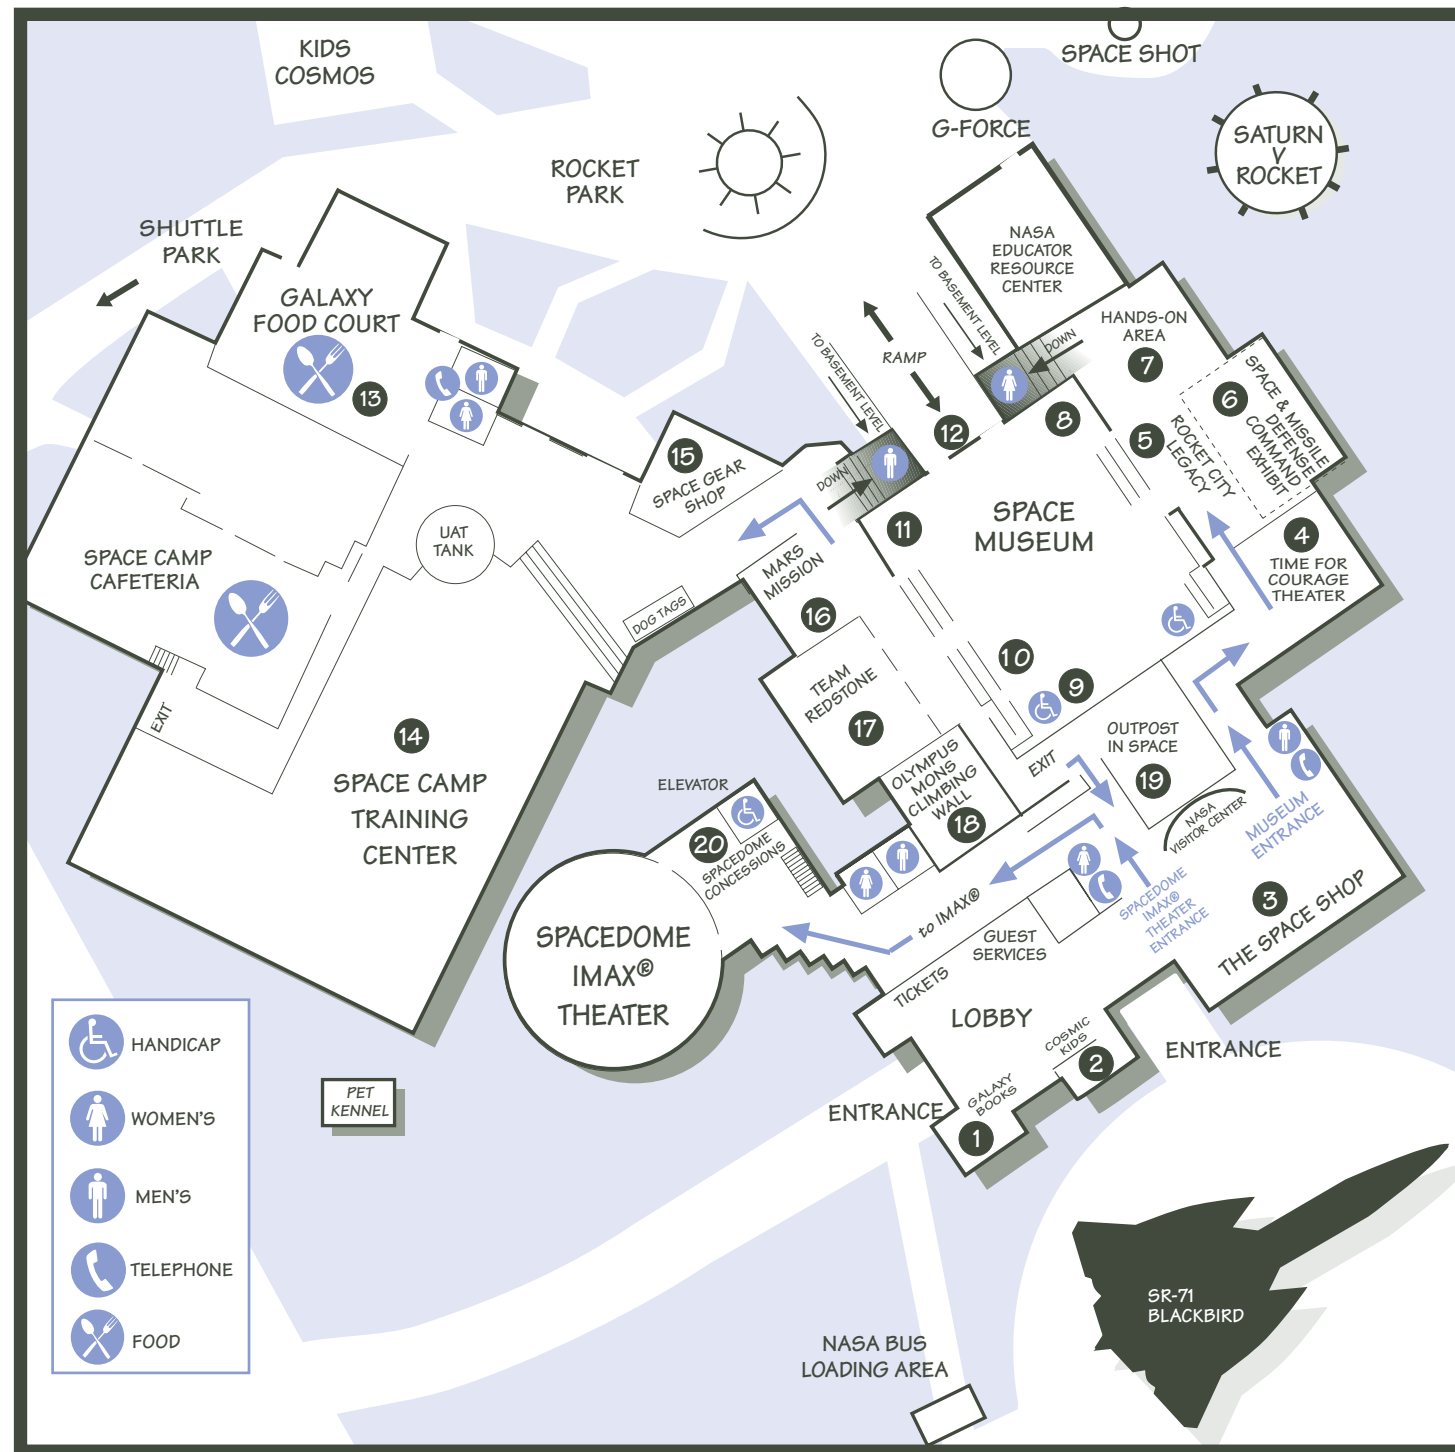 KIDS
COSMOS
SPACE SHOT
G-FORCE
SATURN
V
ROCKET
ROCKET
PARK
SHUTTLE
PARK
NASA
EDUCATOR
RESOURCE
CENTER
TO BASEMENT LEVEL
TO BASEMENT LEVEL
RAMP
DOWN
HANDS-ON
AREA
7
GALAXY
FOOD COURT
13
12
8
5
ROCKET CITY
LEGACY
6
SPACE & MISSILE
DEFENSE
COMMAND
EXHIBIT
15
SPACE GEAR
SHOP
DOWN
11
SPACE
MUSEUM
4
TIME FOR
COURAGE
THEATER
UAT
TANK
SPACE CAMP
CAFETERIA
DOG TAGS
MARS
MISSION
16
TEAM
REDSTONE
17
10
9
EXIT
14
SPACE CAMP
TRAINING
CENTER
OUTPOST
IN SPACE
19
NASA
VISITOR CENTER
MUSEUM
ENTRANCE
EXIT
OLYMPUS
MONS
CLIMBING
WALL
18
ELEVATOR
20
SPACEDOME
CONCESSIONS
SPACEDOME
IMAX®
THEATER
to IMAX®
SPACEDOME
IMAX®
THEATER
ENTRANCE
3
THE SPACE SHOP
GUEST
SERVICES
TICKETS
LOBBY
COSMIC
KIDS
2
ENTRANCE
GALAXY
BOOKS
1
ENTRANCE
HANDICAP
WOMEN'S
MEN'S
TELEPHONE
FOOD
PET
KENNEL
SR-71
BLACKBIRD
NASA BUS
LOADING AREA